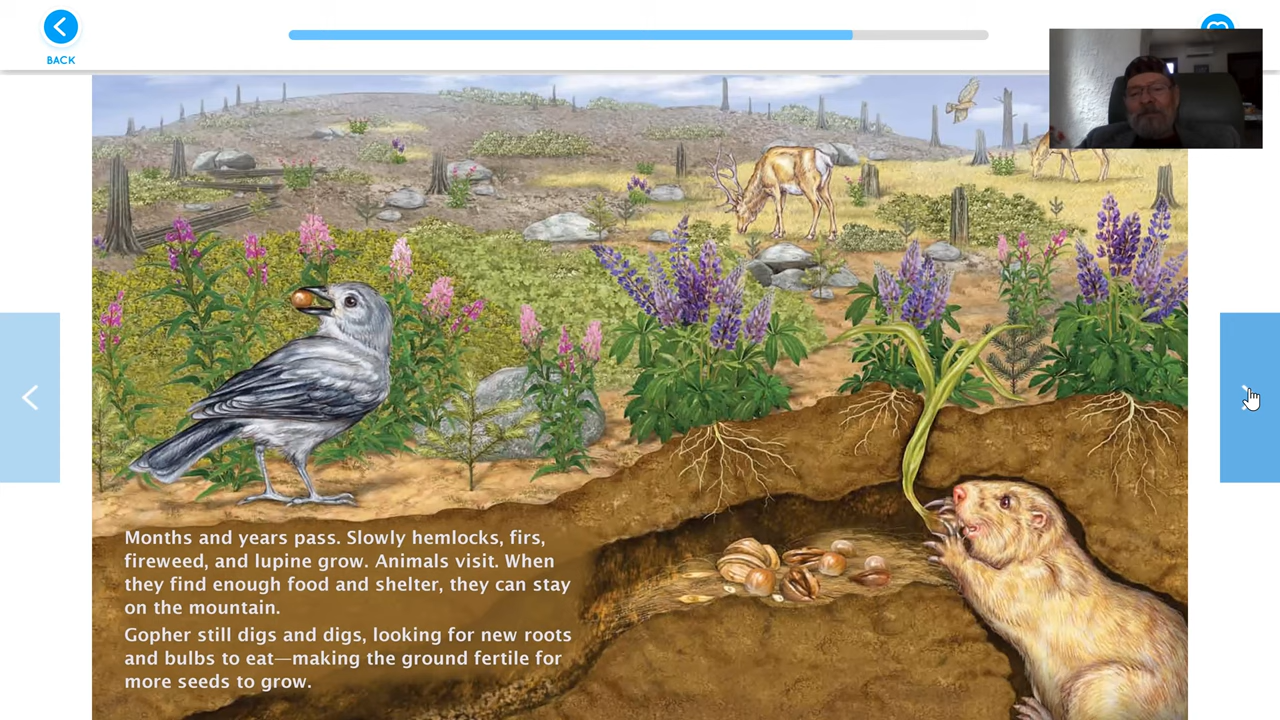 BACK
Months and years pass. Slowly hemlocks, firs,
fireweed, and lupine grow. Animals visit. When
they find enough food and shelter, they can stay
on the mountain.
Gopher still digs and digs, looking for new roots
and bulbs to eat—making the ground fertile for
more seeds to grow.